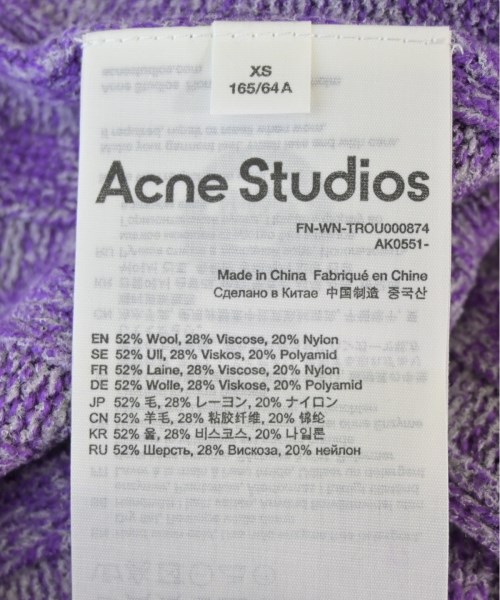 XS
165/64A
Acne Studios
FN-WN-TROU000874
AK0551-
Made in China Fabriqué en Chine
Сделано в Китае 中国制造 중국산
EN 52% Wool, 28% Viscose, 20% Nylon
SE 52% Ull, 28% Viskos, 20% Polyamid
FR 52% Laine, 28% Viscose, 20% Nylon
DE 52% Wolle, 28% Viskose, 20% Polyamid
JP 52% 毛, 28% レーヨン, 20% ナイロン
CN 52% 羊毛, 28% 粘胶纤维, 20% 锦纶
KR 52% 울, 28% 비스코스, 20% 나일론
RU 52% Шерсть, 28% Вискоза, 20% нейлон